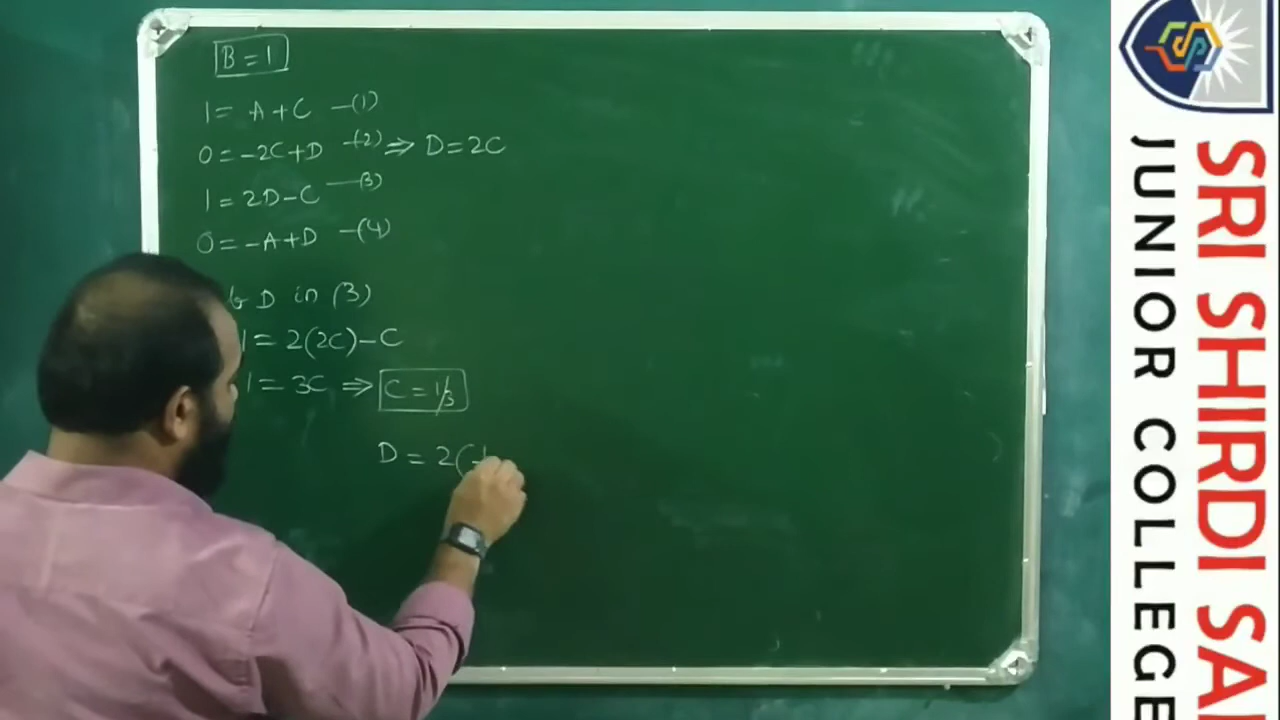 B = 1
1 = A + C —(1)
0 = -2C + D —(2) ⇒ D = 2C
1 = 2D - C —(3)
0 = -A + D —(4)
b D in (3)
1 = 2(2C) - C
1 = 3C ⇒ C = 1/3
D = 2(
SRI SHIRDI SAI
JUNIOR COLLEGE